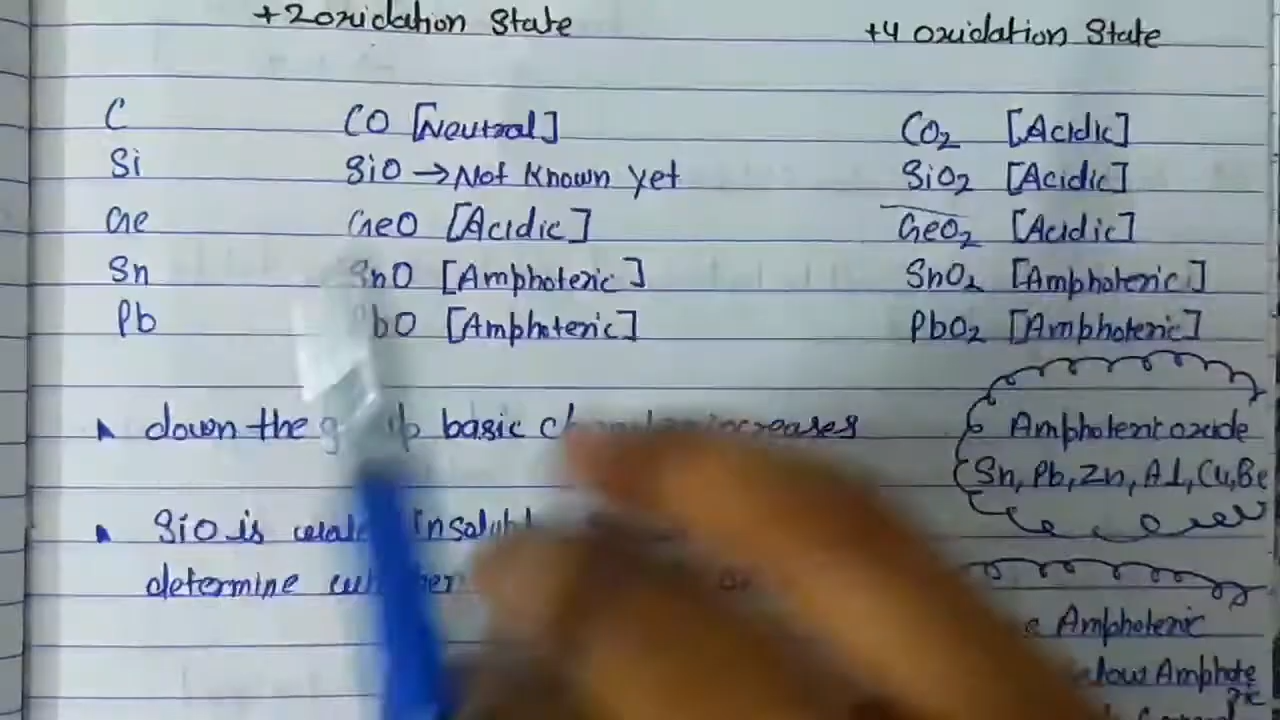 +2 oxidation State +4 oxidation State
C CO [Neutral] CO2 [Acidic]
Si SiO → Not Known yet SiO2 [Acidic]
Ge GeO [Acidic] GeO2 [Acidic]
Sn SnO [Amphoteric] SnO2 [Amphoteric]
Pb PbO [Amphoteric] PbO2 [Amphoteric]
down the basic increases
Amphoteric oxide
Sn, Pb, Zn, Al, Cu, Be
SiO is
determine
Amphoteric